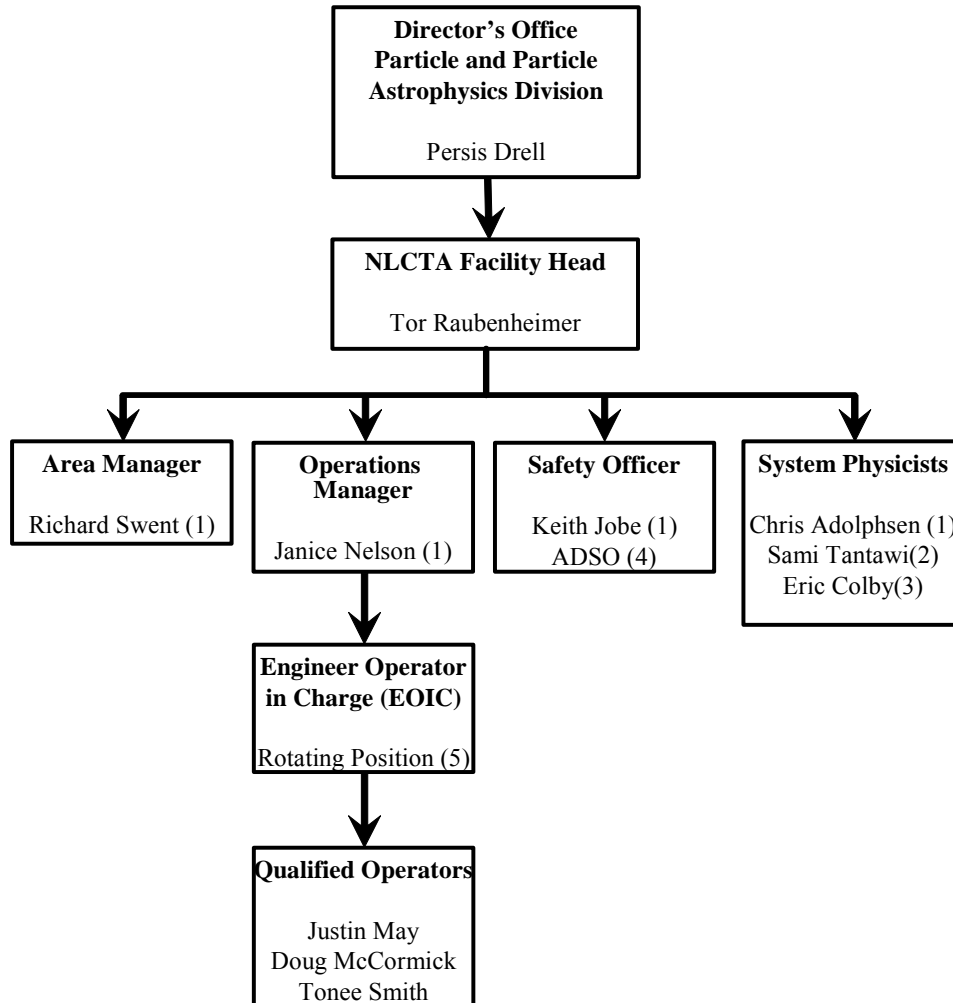 Director’s Office
Particle and Particle
Astrophysics Division
Persis Drell
NLCTA Facility Head
Tor Raubenheimer
Area Manager
Richard Swent (1)
Operations
Manager
Janice Nelson (1)
Safety Officer
Keith Jobe (1)
ADSO (4)
System Physicists
Chris Adolphsen (1)
Sami Tantawi(2)
Eric Colby(3)
Engineer Operator
in Charge (EOIC)
Rotating Position (5)
Qualified Operators
Justin May
Doug McCormick
Tonee Smith